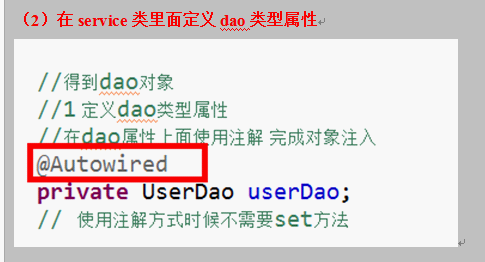 （2）在 service 类里面定义 dao 类型属性
//得到dao对象
//1 定义dao类型属性
//在dao属性上面使用注解 完成对象注入
@Autowired
private UserDao userDao;
// 使用注解方式时候不需要set方法